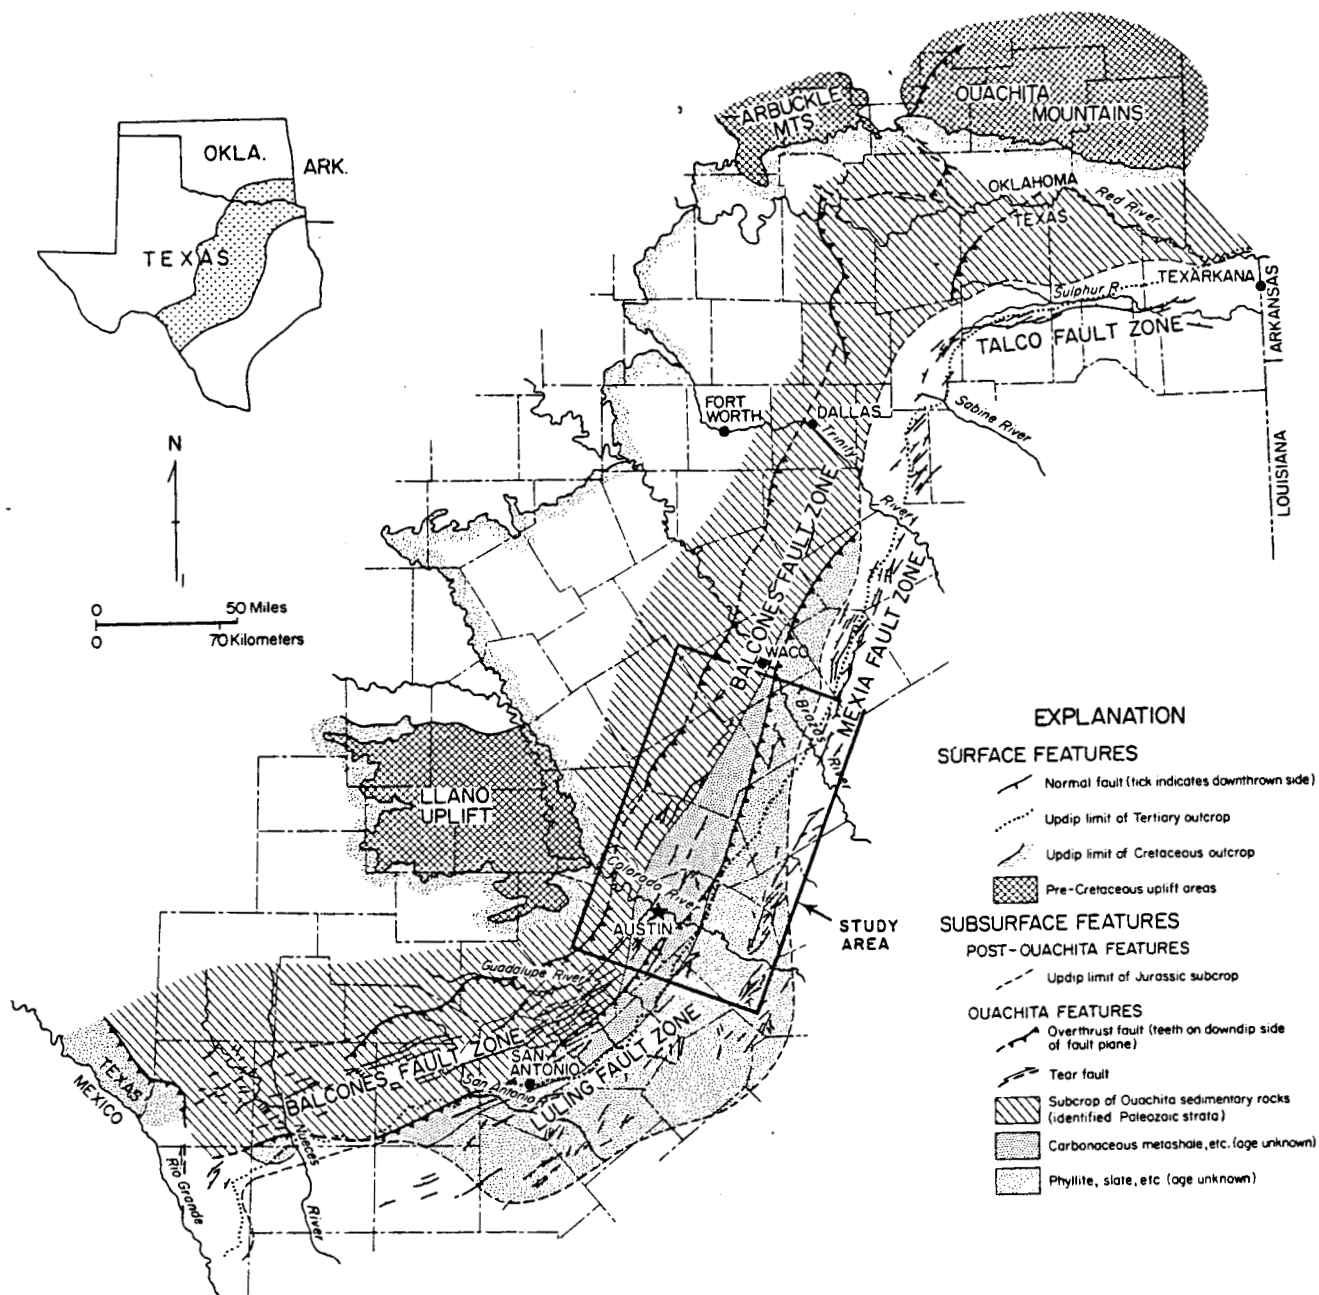 OKLA.
ARK.
TEXAS
N
0 50 Miles
0 70 Kilometers
ARBUCKLE
MTS.
OUACHITA
MOUNTAINS
OKLAHOMA
TEXAS
Red River
TEXARKANA
ARKANSAS
LOUISIANA
Sulphur R.
TALCO FAULT ZONE
Sabine River
FORT
WORTH
DALLAS
Trinity
River
BALCONES FAULT ZONE
MEXIA FAULT ZONE
WACO
Brazos
River
LLANO
UPLIFT
Colorado River
AUSTIN
STUDY
AREA
Guadalupe River
BALCONES FAULT ZONE
SAN
ANTONIO
San Antonio R.
LULING FAULT ZONE
TEXAS
MEXICO
Rio Grande
Nueces
River
EXPLANATION
SURFACE FEATURES
Normal fault (tick indicates downthrown side)
Updip limit of Tertiary outcrop
Updip limit of Cretaceous outcrop
Pre-Cretaceous uplift areas
SUBSURFACE FEATURES
POST-OUACHITA FEATURES
Updip limit of Jurassic subcrop
OUACHITA FEATURES
Overthrust fault (teeth on downdip side
of fault plane)
Tear fault
Subcrop of Ouachita sedimentary rocks
(identified Paleozoic strata)
Carbonaceous metashale, etc. (age unknown)
Phyllite, slate, etc (age unknown)